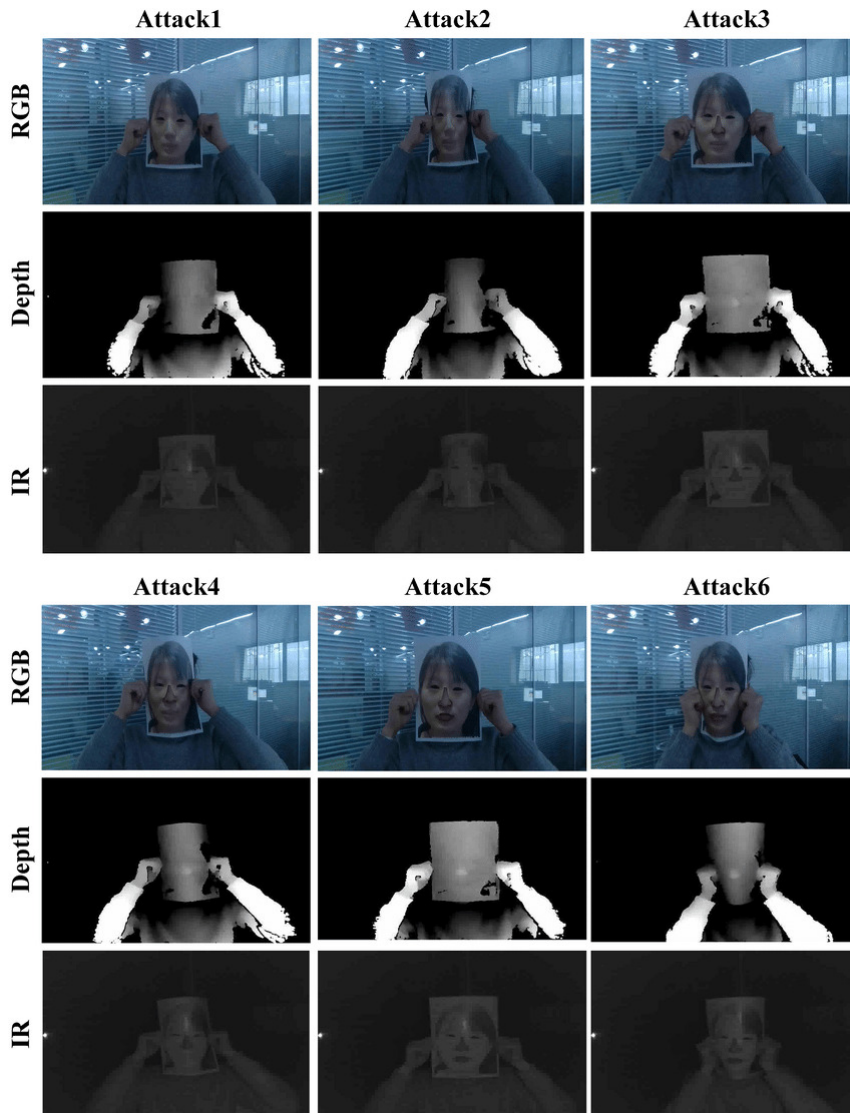 Attack1 Attack2 Attack3
RGB
Depth
IR
Attack4 Attack5 Attack6
RGB
Depth
IR